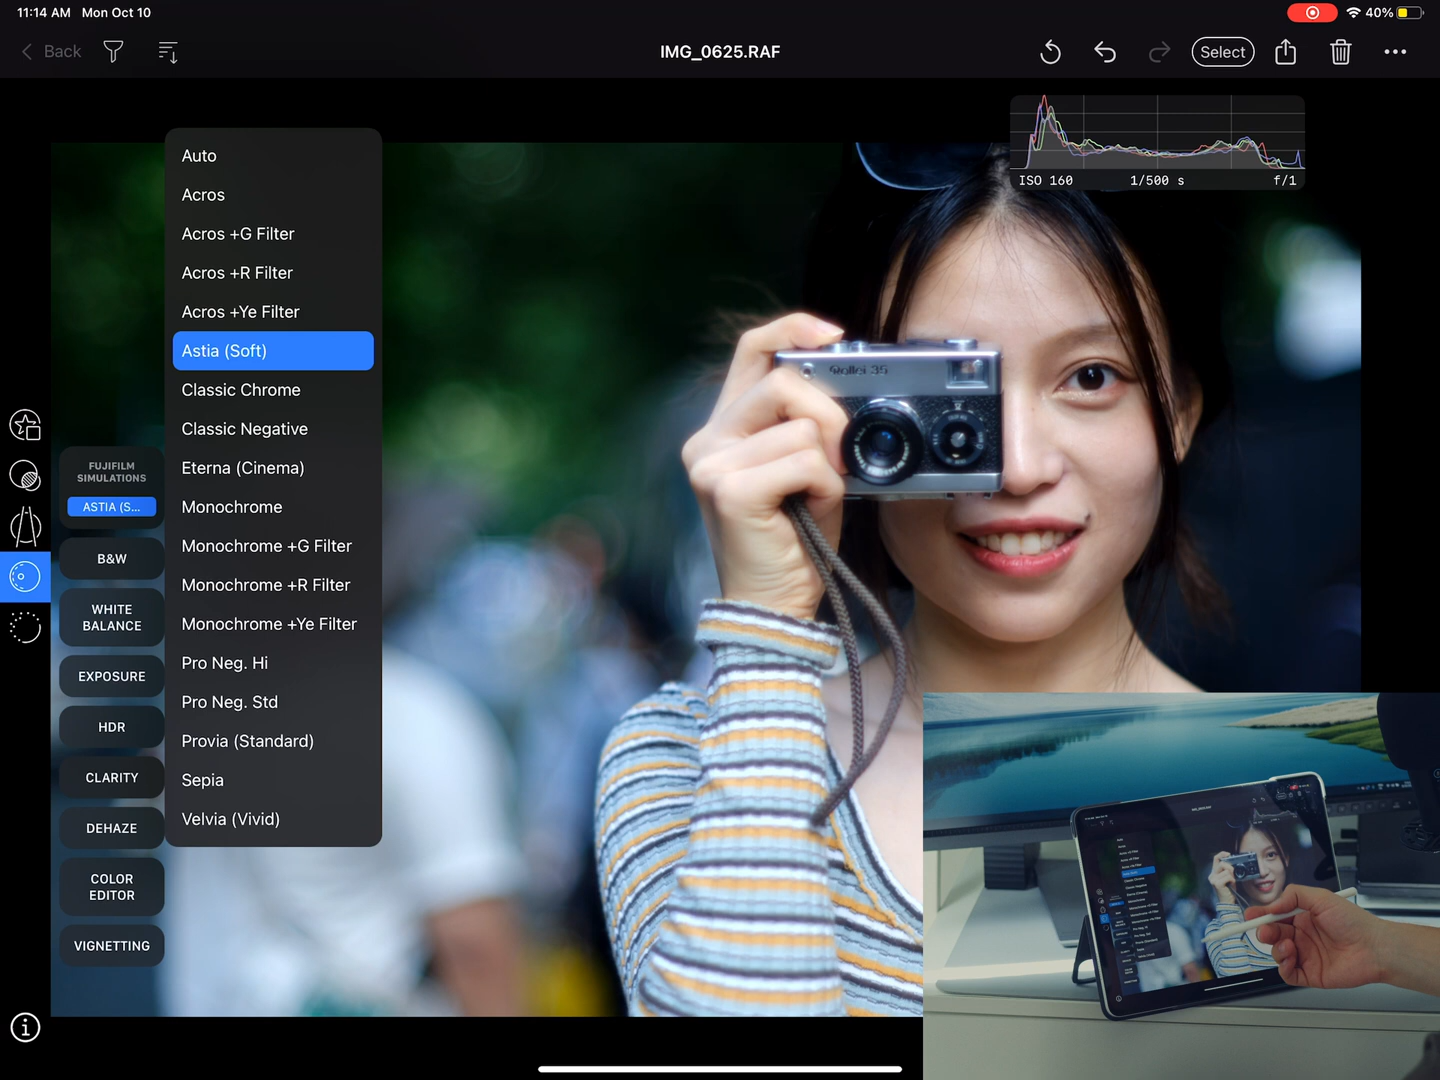 11:14 AM Mon Oct 10
40%
Back
IMG_0625.RAF
Select
ISO 160 1/500 s f/1
Auto
Acros
Acros +G Filter
Acros +R Filter
Acros +Ye Filter
Astia (Soft)
Classic Chrome
Classic Negative
Eterna (Cinema)
Monochrome
Monochrome +G Filter
Monochrome +R Filter
Monochrome +Ye Filter
Pro Neg. Hi
Pro Neg. Std
Provia (Standard)
Sepia
Velvia (Vivid)
FUJIFILM
SIMULATIONS
ASTIA (S...
B&W
WHITE
BALANCE
EXPOSURE
HDR
CLARITY
DEHAZE
COLOR
EDITOR
VIGNETTING
Rollei 35